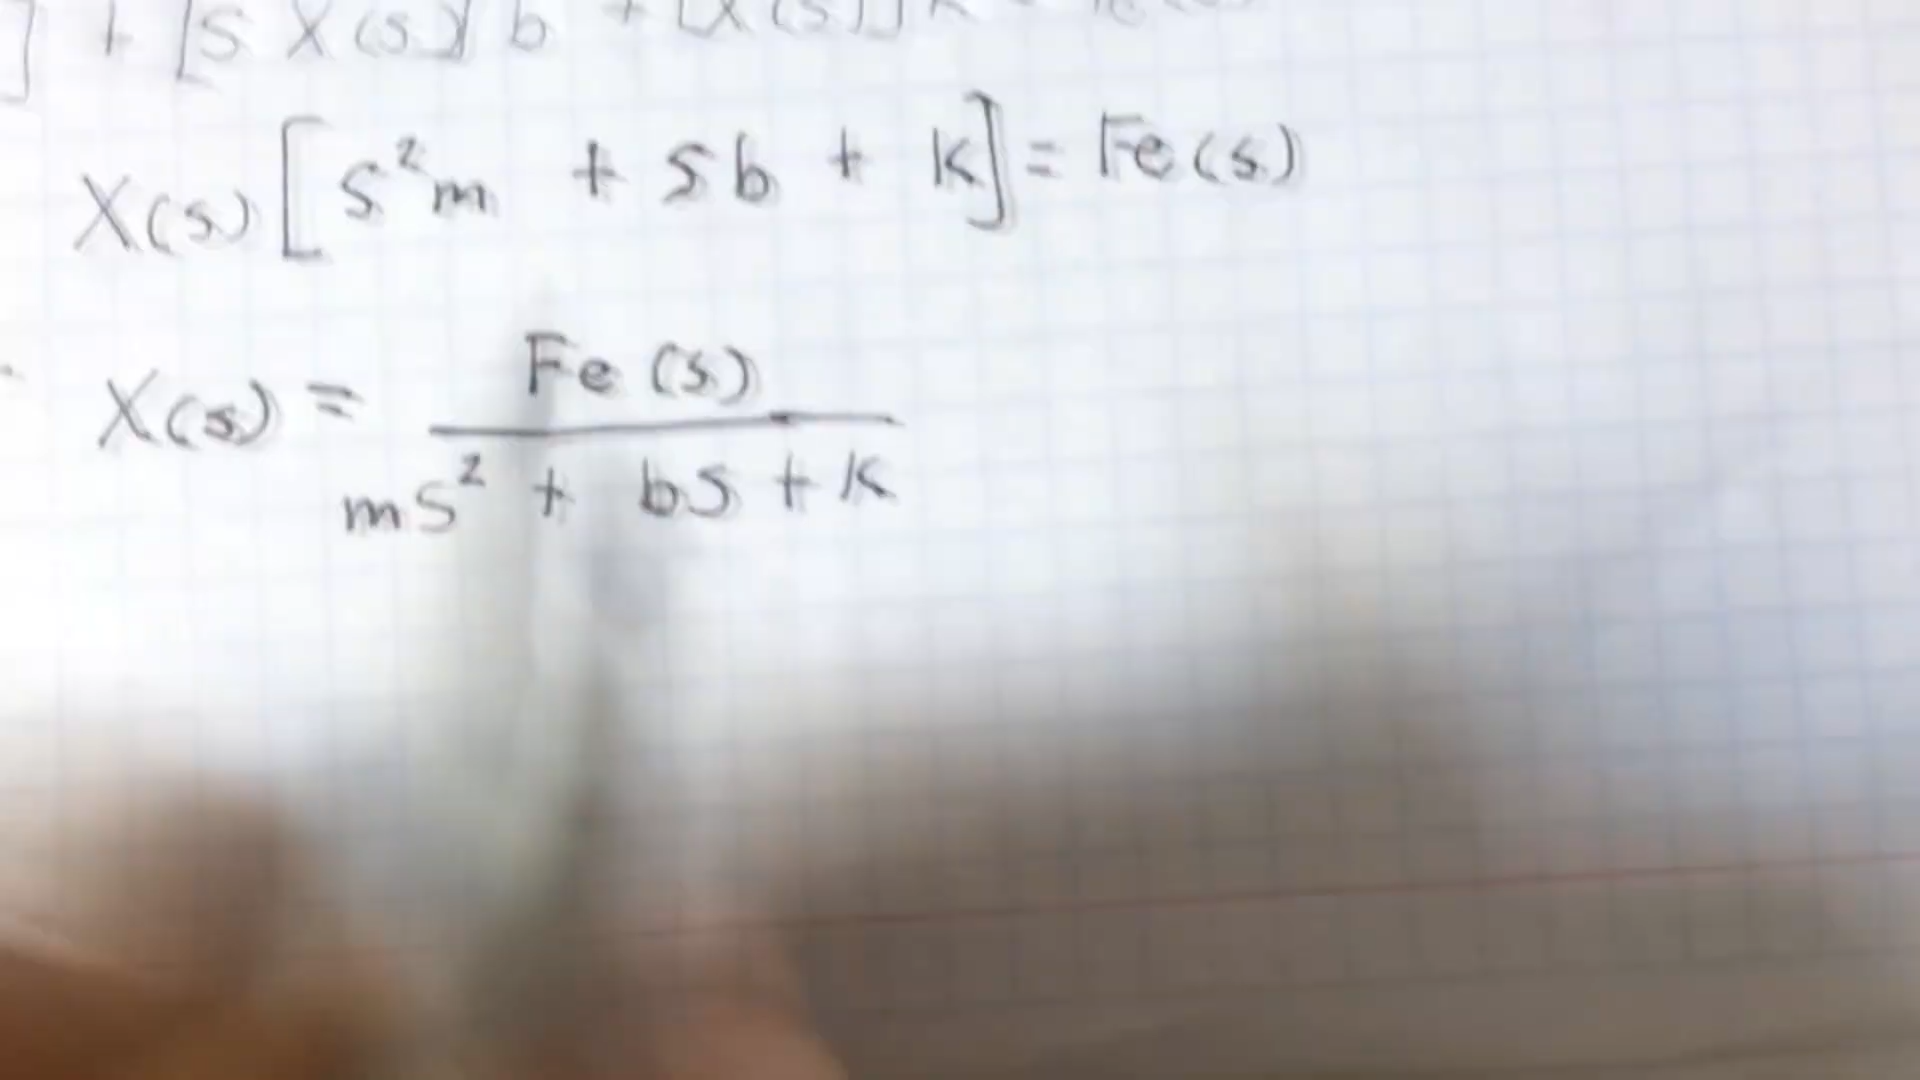 ] + [S X(s)] b + [X(s)] k
X(s) [ S²m + Sb + K ] = Fe(s)
Fe(s)
X(s) = ———
mS² + bS + K